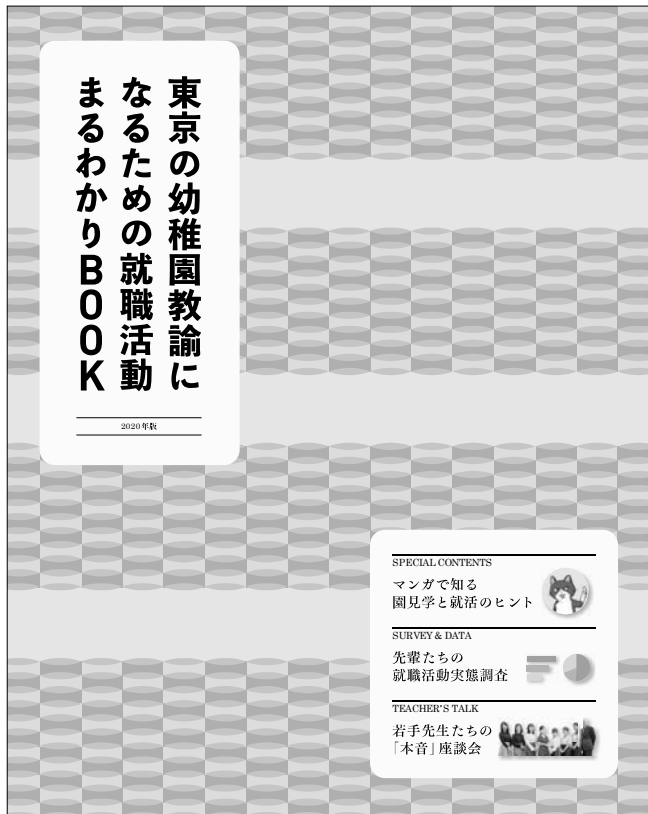 東京の幼稚園教諭に
なるための就職活動
まるわかりBOOK
2020年版
SPECIAL CONTENTS
マンガで知る
園見学と就活のヒント
SURVEY & DATA
先輩たちの
就職活動実態調査
TEACHER'S TALK
若手先生たちの
「本音」座談会